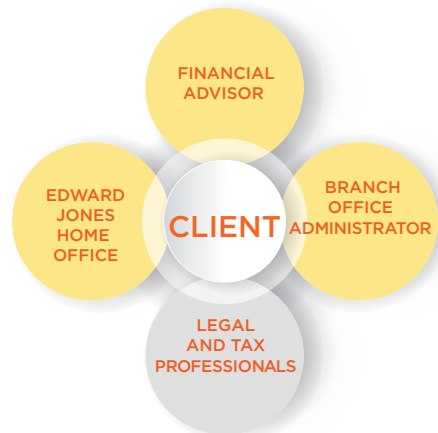 FINANCIAL
ADVISOR
EDWARD
JONES
HOME
OFFICE
CLIENT
BRANCH
OFFICE
ADMINISTRATOR
LEGAL
AND TAX
PROFESSIONALS